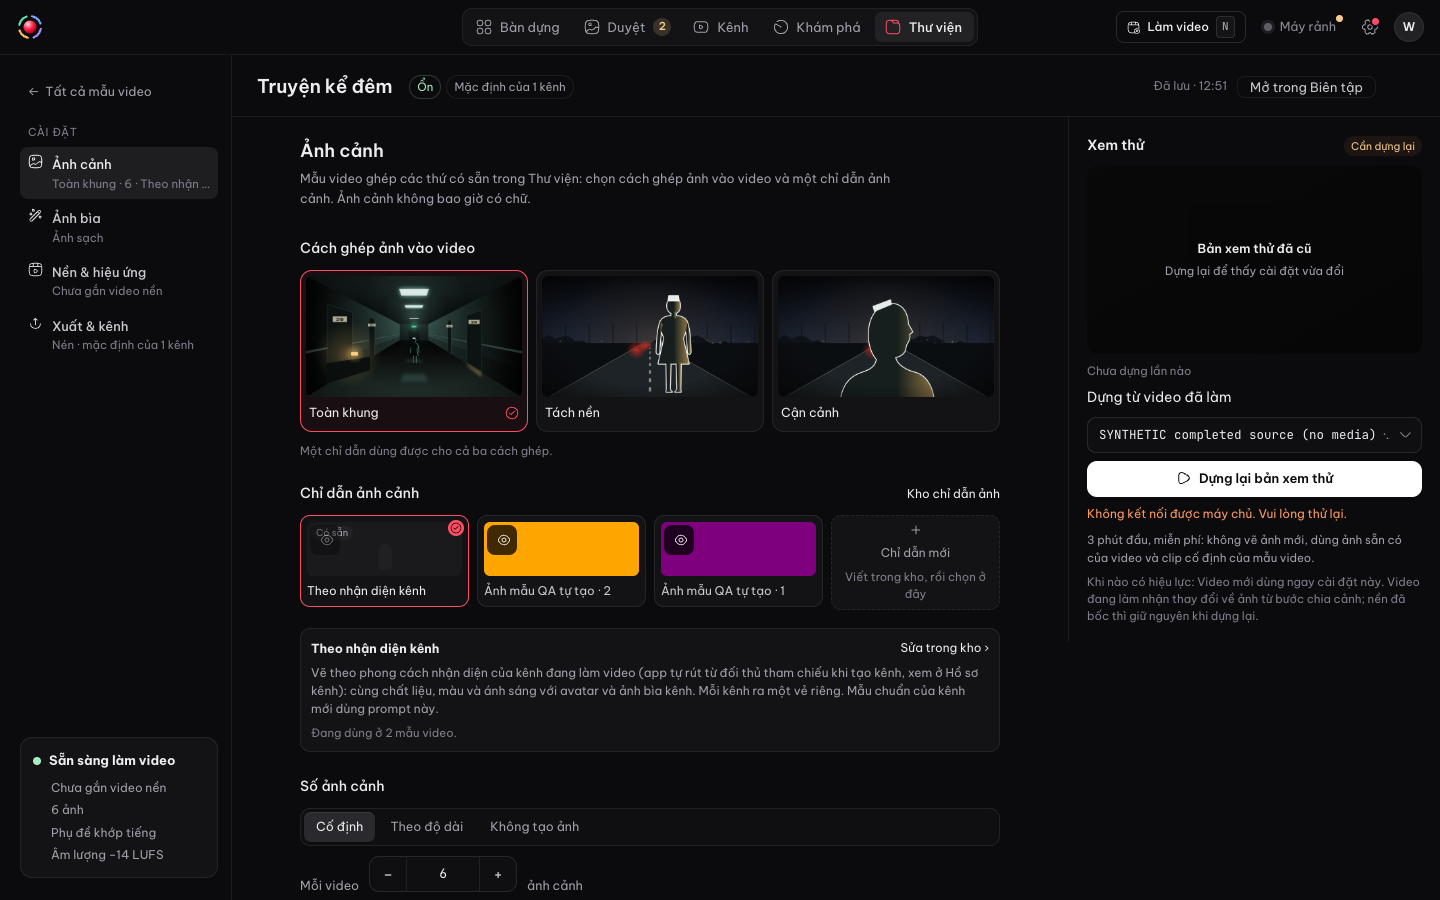 Bàn dựng
Duyệt 2
Kênh
Khám phá
Thư viện
Làm video N
Máy rảnh
W
← Tất cả mẫu video
CÀI ĐẶT
Ảnh cảnh
Toàn khung · 6 · Theo nhận ...
Ảnh bìa
Ảnh sạch
Nền & hiệu ứng
Chưa gắn video nền
Xuất & kênh
Nén · mặc định của 1 kênh
Sẵn sàng làm video
Chưa gắn video nền
6 ảnh
Phụ đề khớp tiếng
Âm lượng -14 LUFS
Truyện kể đêm
Ổn
Mặc định của 1 kênh
Đã lưu · 12:51
Mở trong Biên tập
Ảnh cảnh
Mẫu video ghép các thứ có sẵn trong Thư viện: chọn cách ghép ảnh vào video và một chỉ dẫn ảnh
cảnh. Ảnh cảnh không bao giờ có chữ.
Cách ghép ảnh vào video
Toàn khung
Tách nền
Cận cảnh
Một chỉ dẫn dùng được cho cả ba cách ghép.
Chỉ dẫn ảnh cảnh
Kho chỉ dẫn ảnh
Có sẵn
Theo nhận diện kênh
Ảnh mẫu QA tự tạo · 2
Ảnh mẫu QA tự tạo · 1
+
Chỉ dẫn mới
Viết trong kho, rồi chọn ở
đây
Theo nhận diện kênh
Sửa trong kho ›
Vẽ theo phong cách nhận diện của kênh đang làm video (app tự rút từ đối thủ tham chiếu khi tạo kênh, xem ở Hồ sơ
kênh): cùng chất liệu, màu và ánh sáng với avatar và ảnh bìa kênh. Mỗi kênh ra một vẻ riêng. Mẫu chuẩn của kênh
mới dùng prompt này.
Đang dùng ở 2 mẫu video.
Số ảnh cảnh
Cố định
Theo độ dài
Không tạo ảnh
Mỗi video − 6 + ảnh cảnh
Xem thử
Cần dựng lại
Bản xem thử đã cũ
Dựng lại để thấy cài đặt vừa đổi
Chưa dựng lần nào
Dựng từ video đã làm
SYNTHETIC completed source (no media) ·..
Dựng lại bản xem thử
Không kết nối được máy chủ. Vui lòng thử lại.
3 phút đầu, miễn phí: không vẽ ảnh mới, dùng ảnh sẵn có
của video và clip cố định của mẫu video.
Khi nào có hiệu lực: Video mới dùng ngay cài đặt này. Video
đang làm nhận thay đổi về ảnh từ bước chia cảnh; nền đã
bốc thì giữ nguyên khi dựng lại.